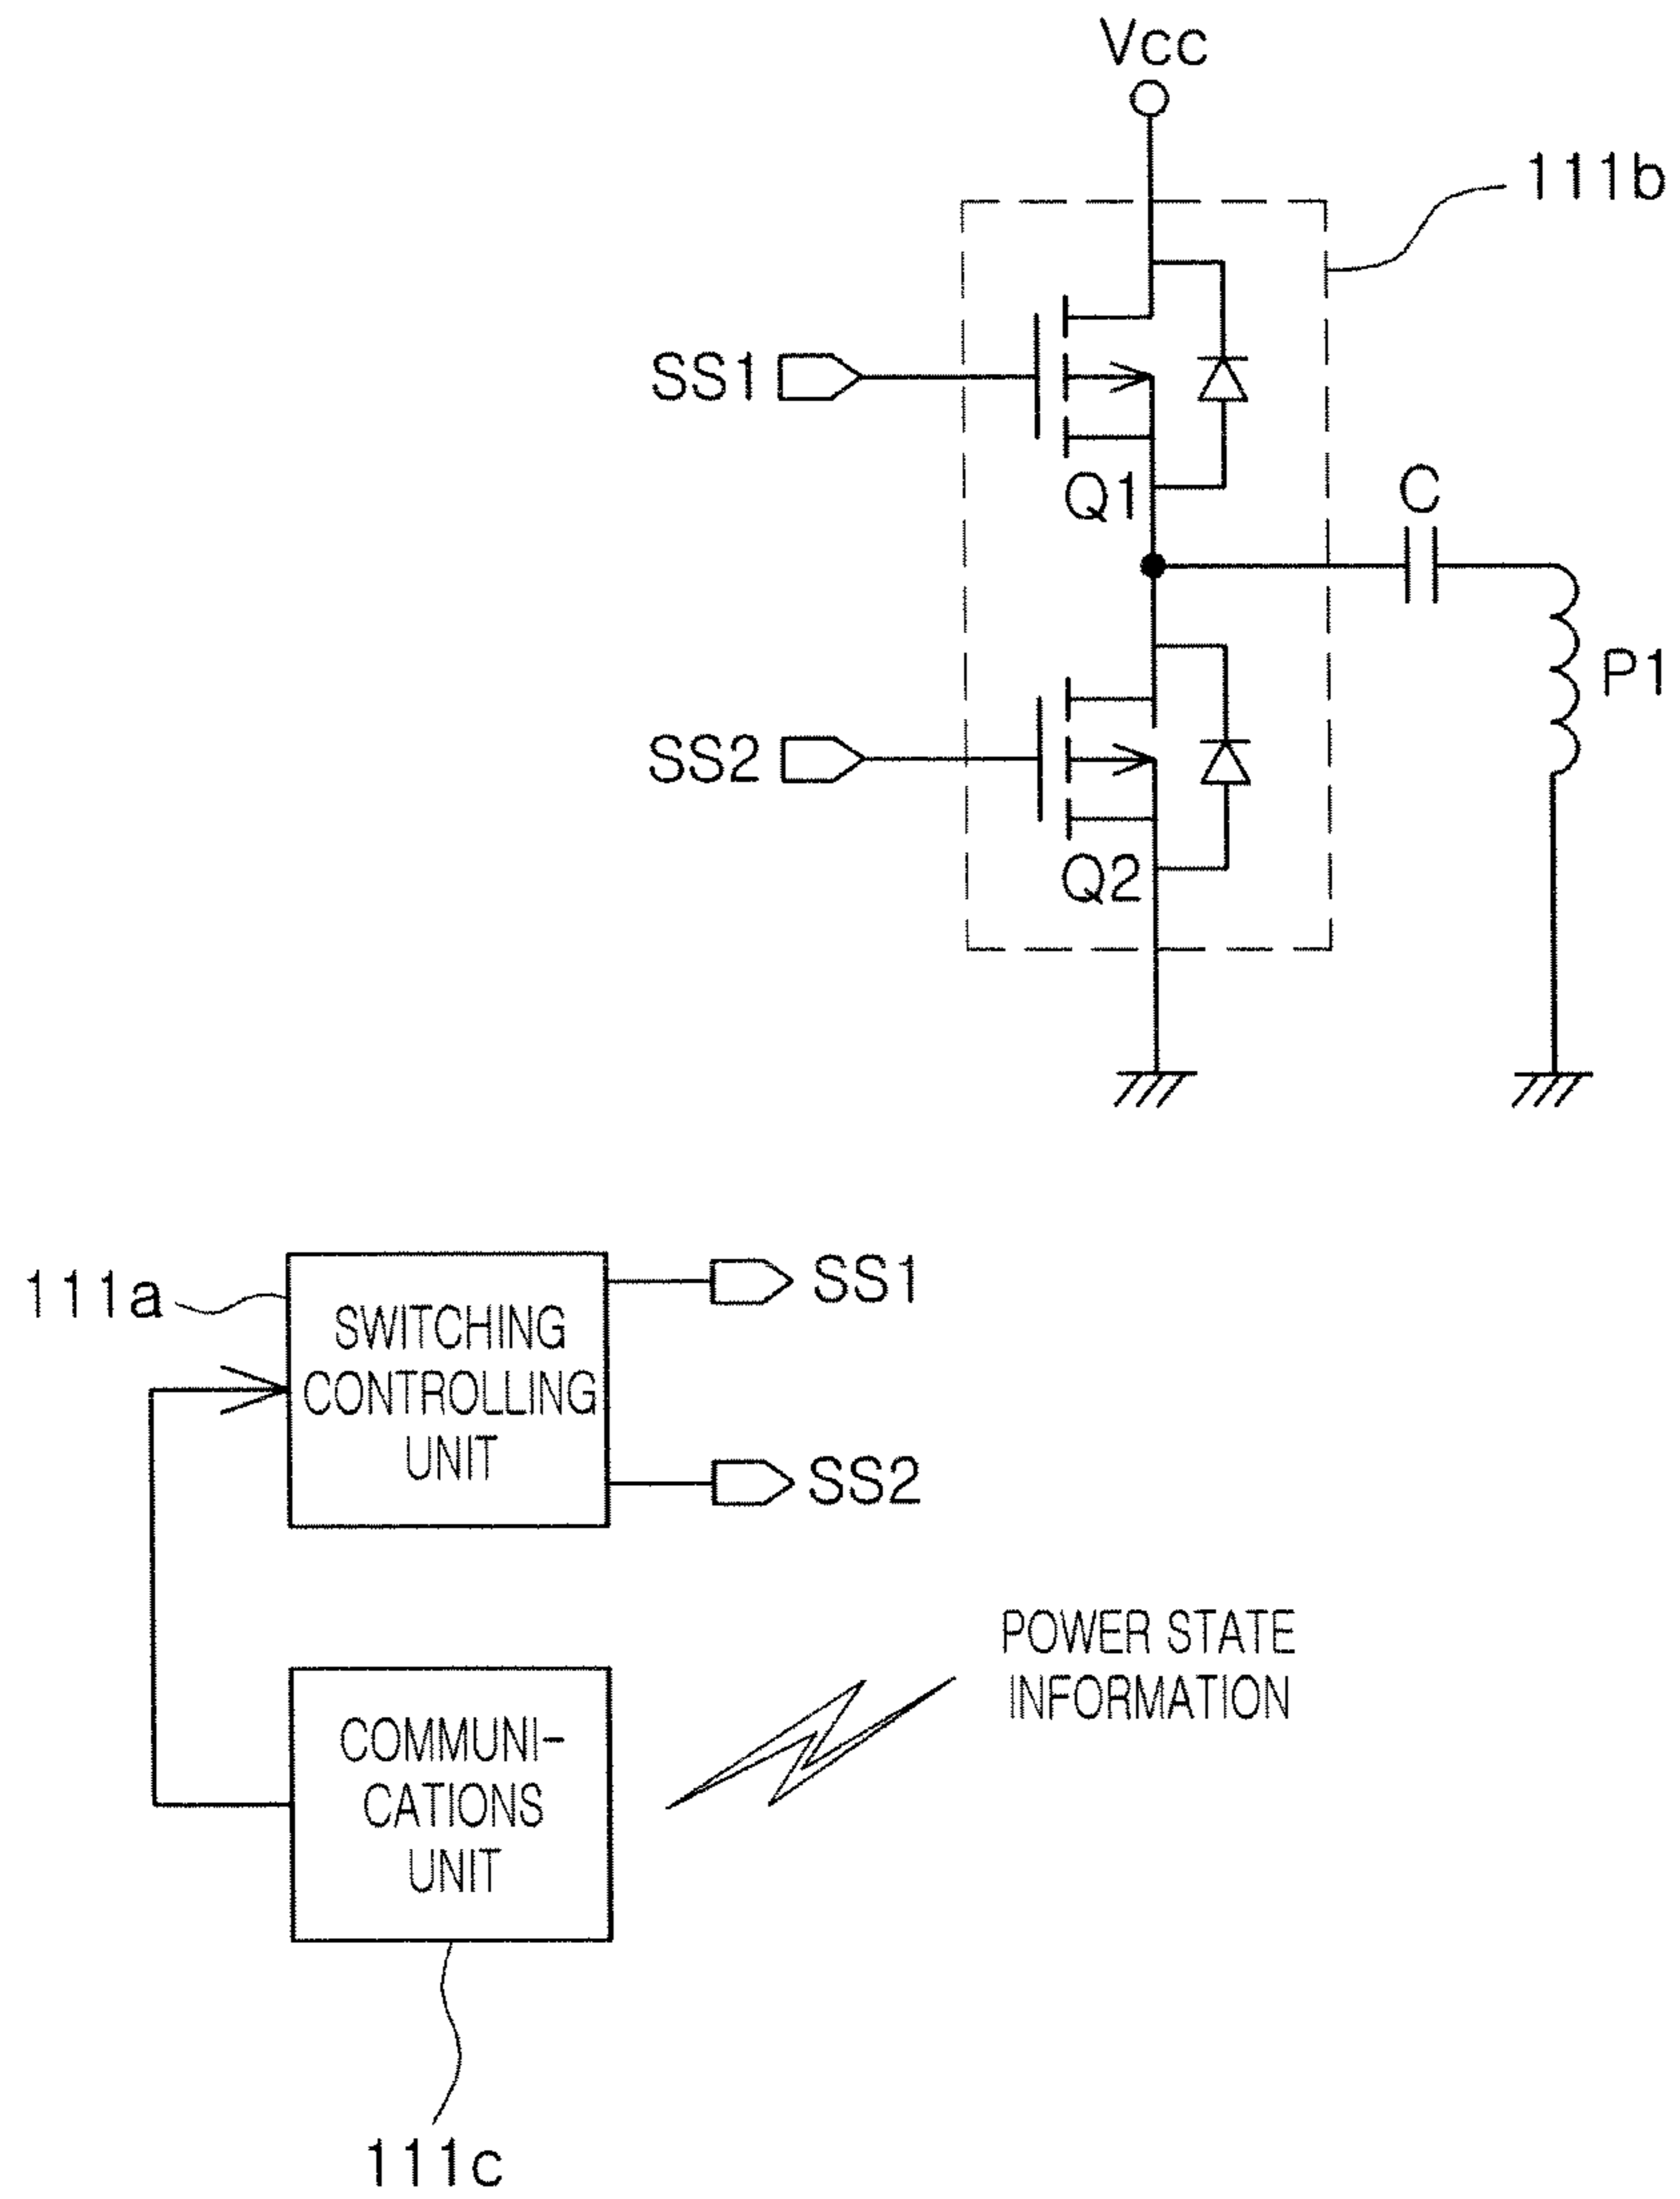 Vcc
111b
SS1
Q1
C
P1
SS2
Q2
111a
SWITCHING
CONTROLLING
UNIT
SS1
SS2
POWER STATE
INFORMATION
COMMUNI-
CATIONS
UNIT
111c